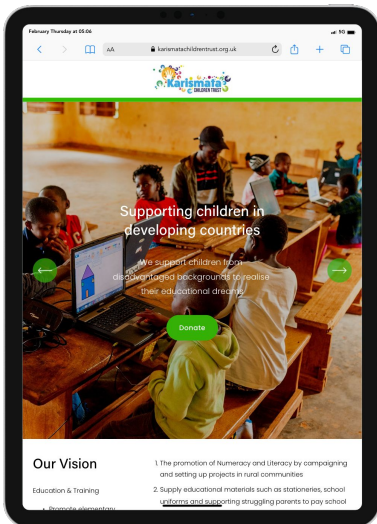 February Thursday at 05:06
5G
AA
karismatachildrentrust.org.uk
Karismata
CHILDREN TRUST
Supporting children in
developing countries
We support children from
disadvantaged backgrounds to realise
their educational dreams
Donate
Our Vision
Education & Training
Promote elementary
1. The promotion of Numeracy and Literacy by campaigning
and setting up projects in rural communities
2. Supply educational materials such as stationeries, school
uniforms and supporting struggling parents to pay school